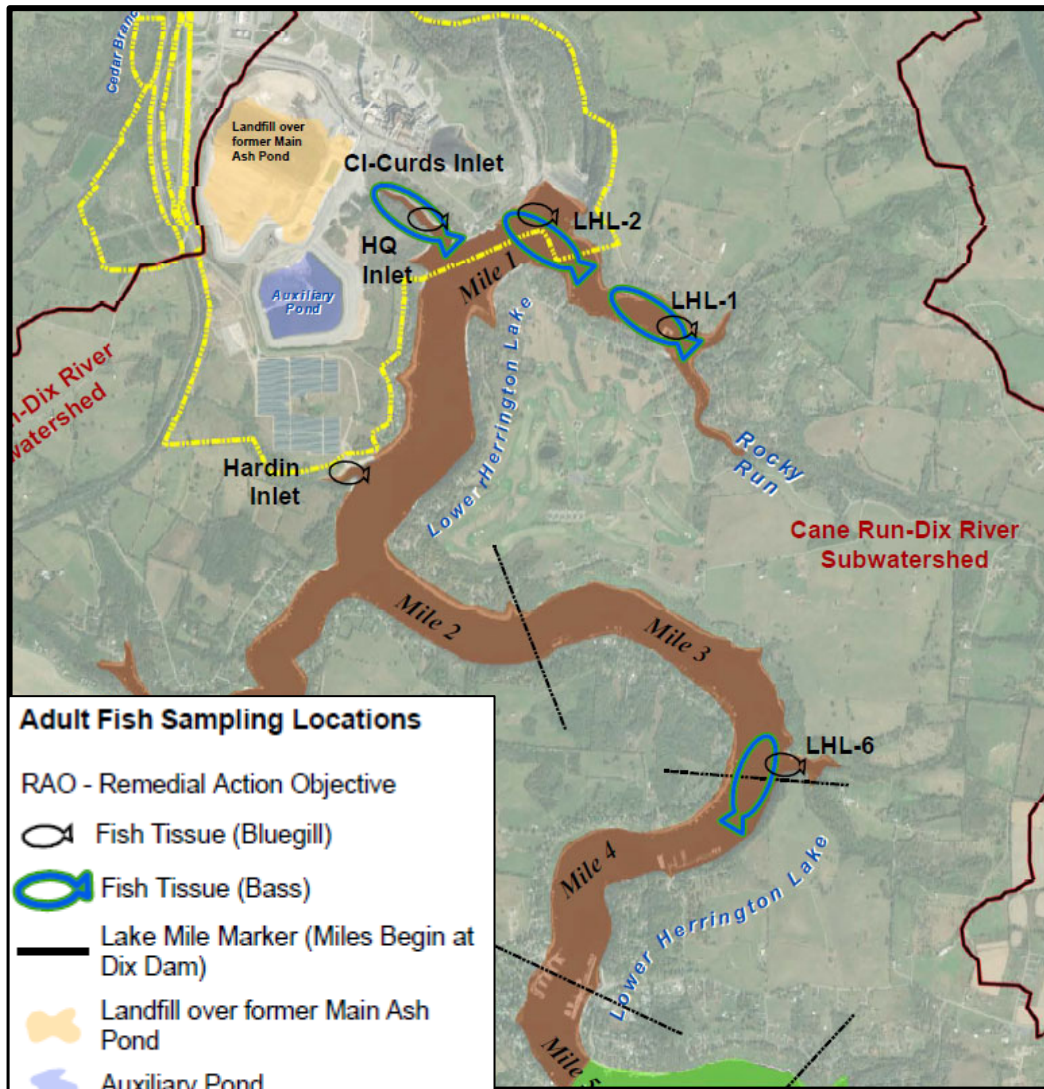 Cedar Branc
Landfill over
former Main
Ash Pond
CI-Curds Inlet
LHL-2
HQ
Inlet
Mile 1
Auxiliary
Pond
LHL-1
Lower Herrington Lake
n-Dix River
watershed
Rocky
Run
Hardin
Inlet
Cane Run-Dix River
Subwatershed
Mile 2
Mile 3
LHL-6
Mile 4
Lower Herrington Lake
Mile
Adult Fish Sampling Locations
RAO - Remedial Action Objective
Fish Tissue (Bluegill)
Fish Tissue (Bass)
Lake Mile Marker (Miles Begin at
Dix Dam)
Landfill over former Main Ash
Pond
Auxiliary Pond